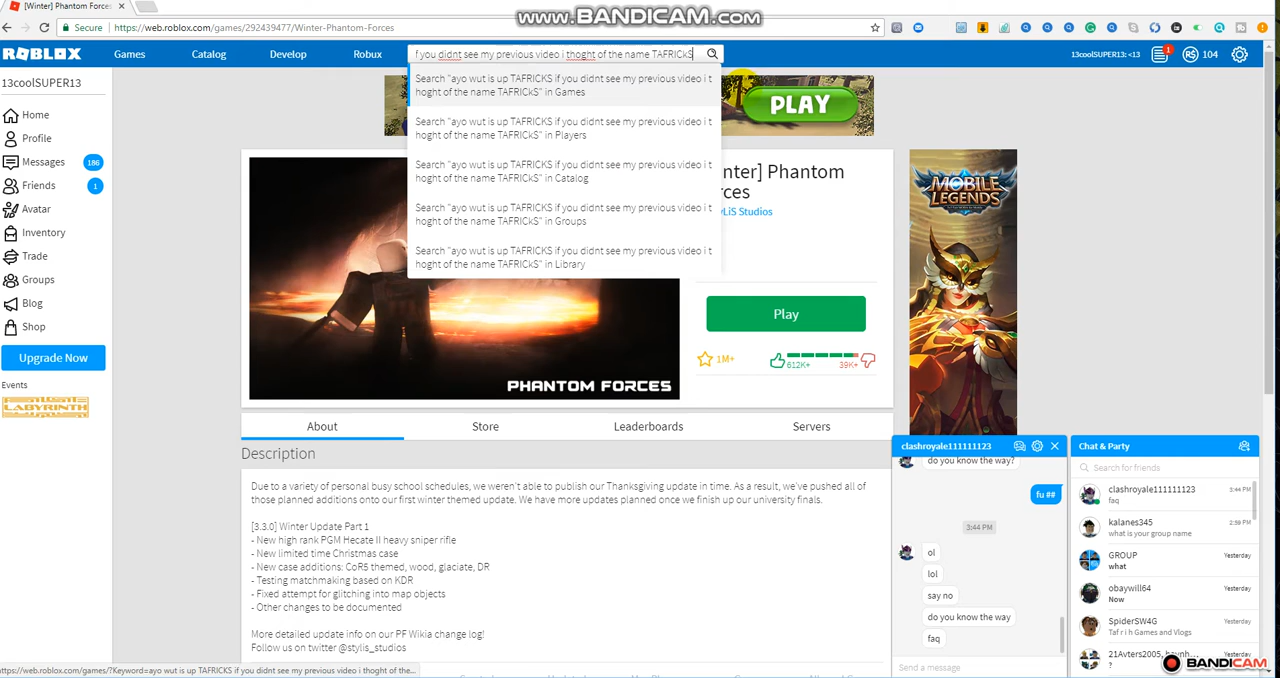 www.BANDICAM.com
[Winter] Phantom Forces
Secure
https://web.roblox.com/games/292439477/Winter-Phantom-Forces
ROBLOX
Games
Catalog
Develop
Robux
f you didnt see my previous video i thoght of the name TAFRICkS
13coolSUPER13: <13
1
104
13coolSUPER13
Home
Profile
Messages
186
Friends
1
Avatar
Inventory
Trade
Groups
Blog
Shop
Upgrade Now
Events
LABYRINTH
Search "ayo wut is up TAFRICKS if you didnt see my previous video i t
hoght of the name TAFRICkS" in Games
Search "ayo wut is up TAFRICKS if you didnt see my previous video i t
hoght of the name TAFRICkS" in Players
Search "ayo wut is up TAFRICKS if you didnt see my previous video i t
hoght of the name TAFRICkS" in Catalog
Search "ayo wut is up TAFRICKS if you didnt see my previous video i t
hoght of the name TAFRICkS" in Groups
Search "ayo wut is up TAFRICKS if you didnt see my previous video i t
hoght of the name TAFRICkS" in Library
PLAY
nter] Phantom
ces
yLiS Studios
PHANTOM FORCES
Play
1M+
612K+
39K+
MOBILE
LEGENDS
About
Store
Leaderboards
Servers
Description
Due to a variety of personal busy school schedules, we weren't able to publish our Thanksgiving update in time. As a result, we've pushed all of
those planned additions onto our first winter themed update. We have more updates planned once we finish up our university finals.
[3.3.0] Winter Update Part 1
- New high rank PGM Hecate II heavy sniper rifle
- New limited time Christmas case
- New case additions: CoR5 themed, wood, glaciate, DR
- Testing matchmaking based on KDR
- Fixed attempt for glitching into map objects
- Other changes to be documented
More detailed update info on our PF Wikia change log!
Follow us on twitter @stylis_studios
clashroyale111111123
do you know the way?
fu ##
3:44 PM
ol
lol
say no
do you know the way
faq
Send a message
Chat & Party
Search for friends
clashroyale111111123
3:44 PM
faq
kalanes345
2:59 PM
what is your group name
GROUP
Yesterday
what
obaywill64
Yesterday
Now
SpiderSW4G
Yesterday
Taf r i h Games and Vlogs
Yesterday
?
BANDICAM
https://web.roblox.com/games/?Keyword=ayo wut is up TAFRICKS if you didnt see my previous video i thoght of the...